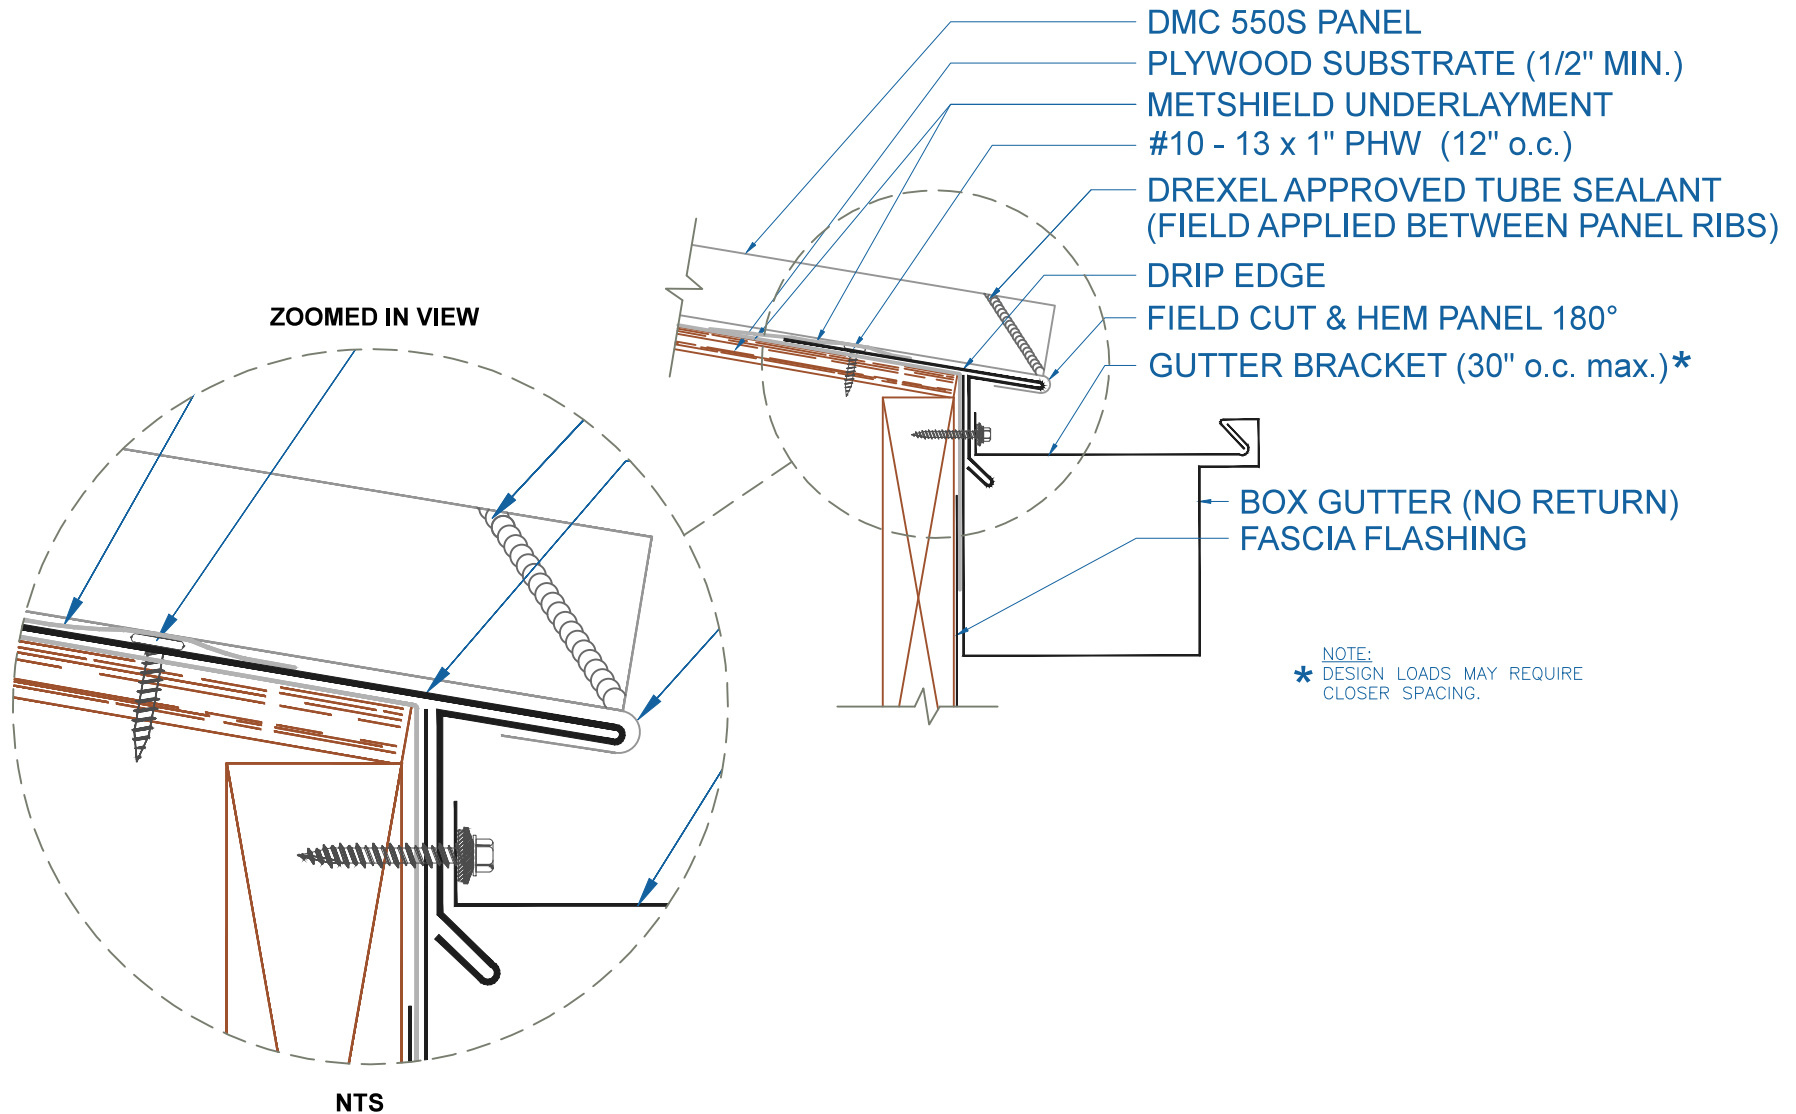 DMC 550S PANEL
PLYWOOD SUBSTRATE (1/2" MIN.)
METSHIELD UNDERLAYMENT
#10 - 13 x 1" PHW (12" o.c.)
DREXEL APPROVED TUBE SEALANT
(FIELD APPLIED BETWEEN PANEL RIBS)
DRIP EDGE
FIELD CUT & HEM PANEL 180°
GUTTER BRACKET (30" o.c. max.)*
BOX GUTTER (NO RETURN)
FASCIA FLASHING
NOTE:
* DESIGN LOADS MAY REQUIRE
CLOSER SPACING.
ZOOMED IN VIEW
NTS